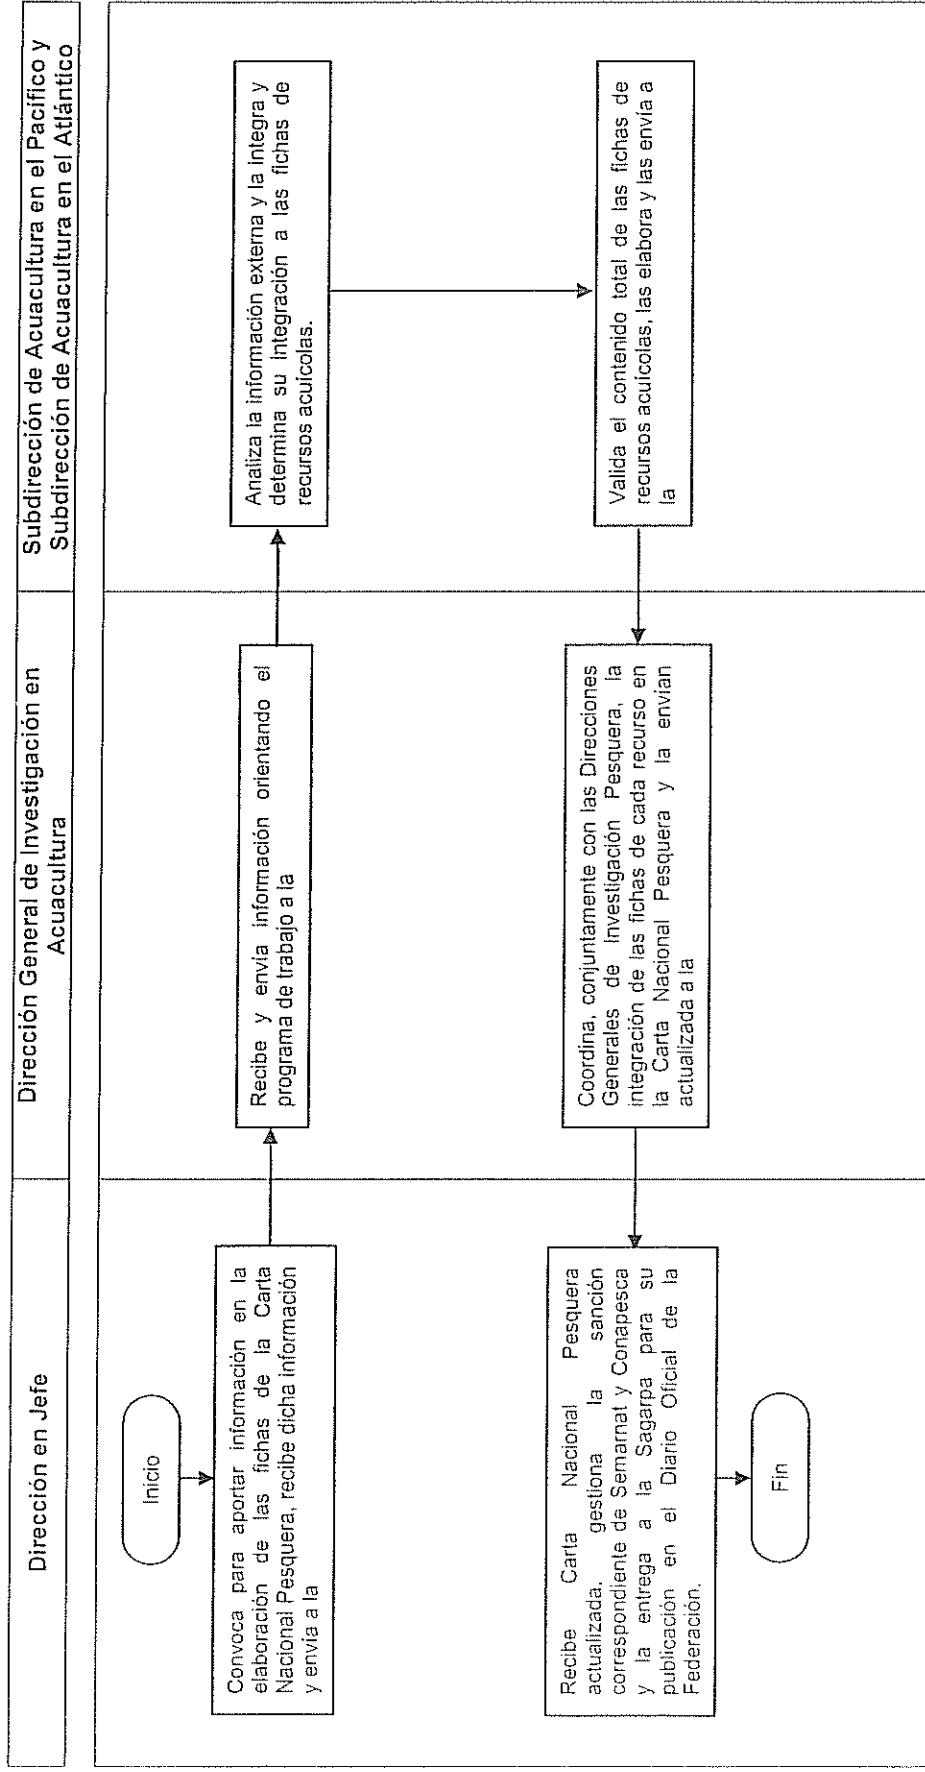 Dirección en Jefe
Dirección General de Investigación en
Acuacultura
Subdirección de Acuacultura en el Pacífico y
Subdirección de Acuacultura en el Atlántico
Inicio
Convoca para aportar información en la
elaboración de las fichas de la Carta
Nacional Pesquera, recibe dicha información
y envía a la
Recibe y envía información orientando el
programa de trabajo a la
Analiza la información externa y la integra y
determina su integración a las fichas de
recursos acuícolas.
Valida el contenido total de las fichas de
recursos acuícolas, las elabora y las envía a
la
Coordina, conjuntamente con las Direcciones
Generales de Investigación Pesquera, la
integración de las fichas de cada recurso en
la Carta Nacional Pesquera y la envían
actualizada a la
Recibe Carta Nacional Pesquera
actualizada, gestiona la sanción
correspondiente de Semarnat y Conapesca
y la entrega a la Sagarpa para su
publicación en el Diario Oficial de la
Federación.
Fin